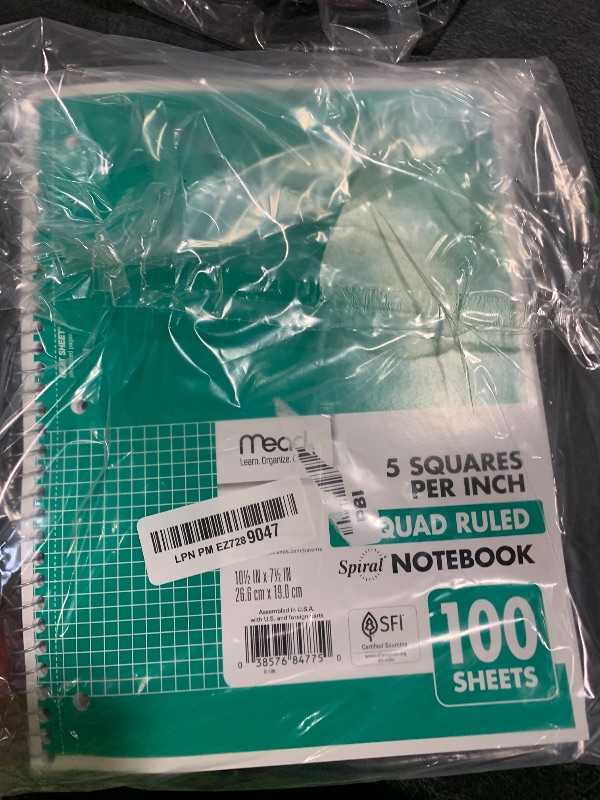 Mead
Learn. Organize.
5 SQUARES
PER INCH
QUAD RULED
Spiral NOTEBOOK
LPN PM EZ728 9047
10½ IN x 7½ IN
26.6 cm x 19.0 cm
Assembled in U.S.A.
with U.S. and foreign parts
0 38576 84775 0
SFI
Certified Sourcing
100
SHEETS